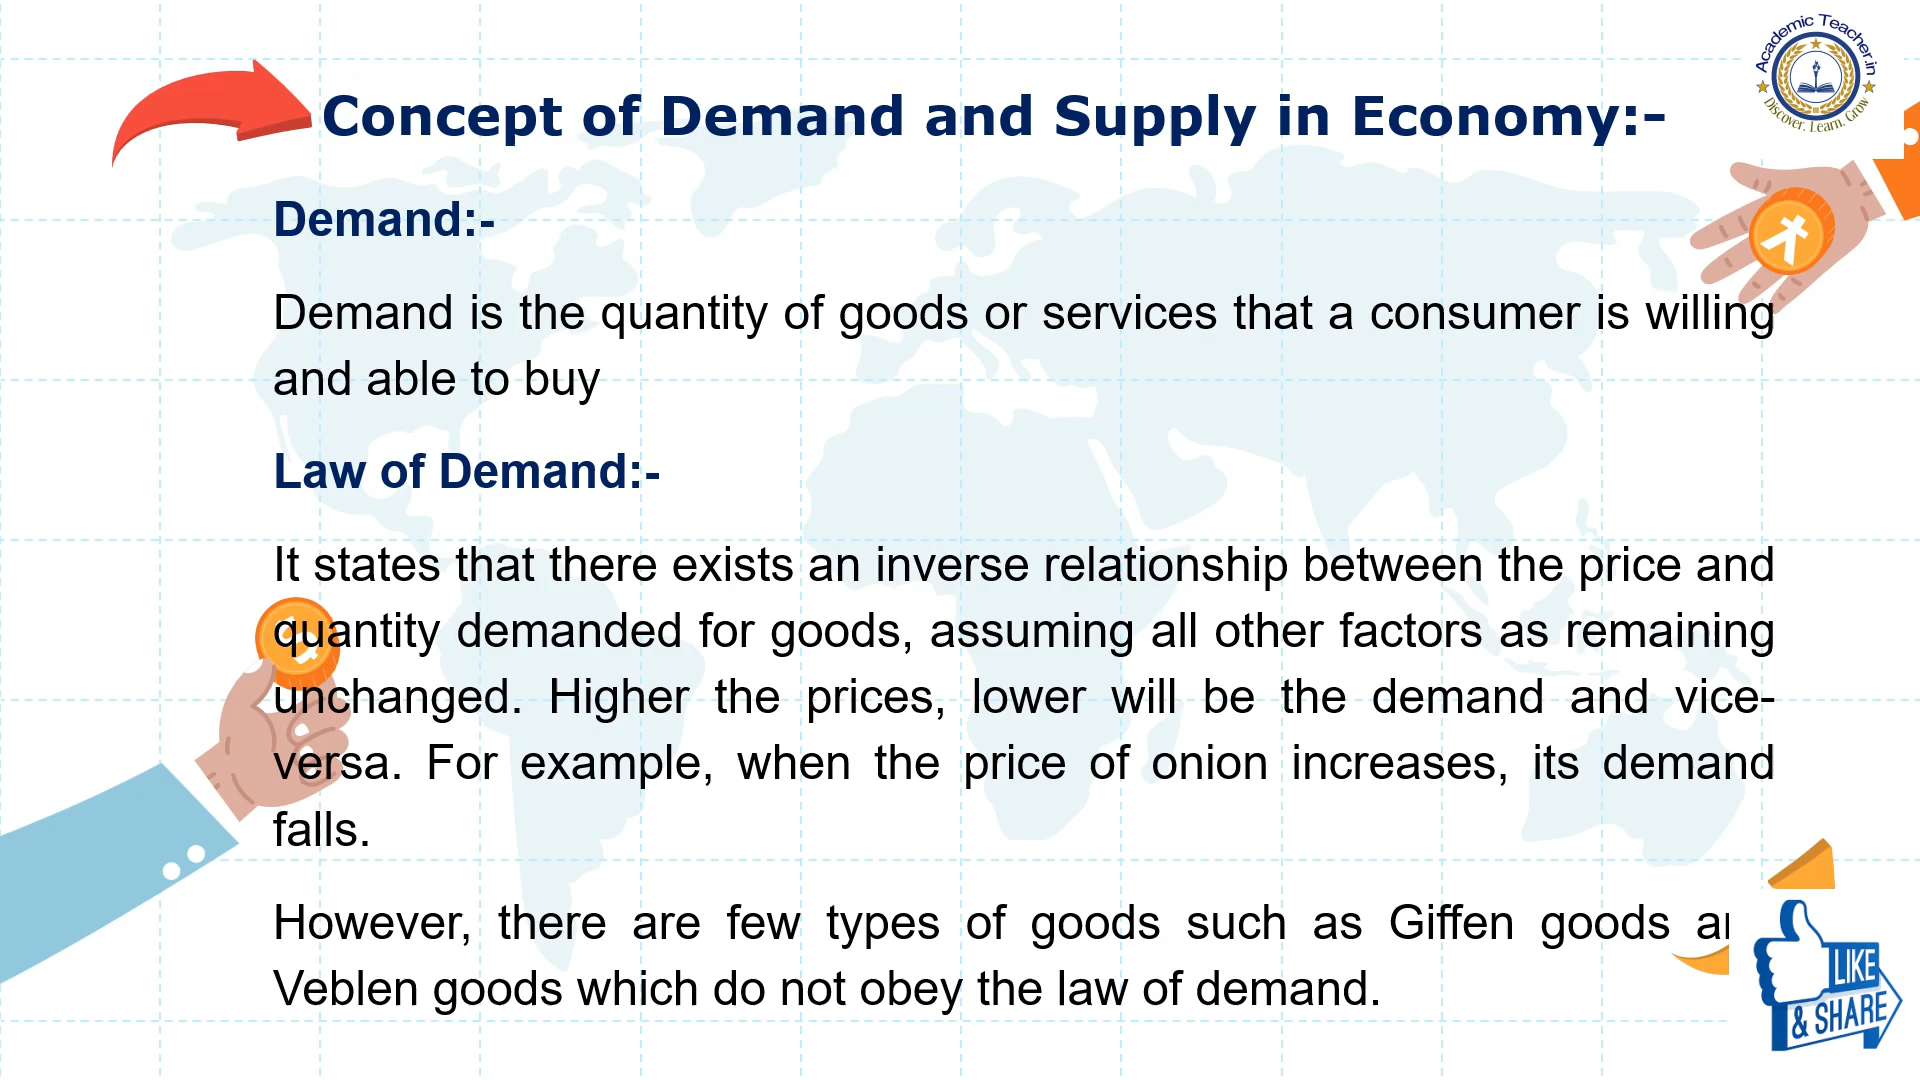 Academic Teacher.in
Discover. Learn. Grow
Concept of Demand and Supply in Economy:-
Demand:-
Demand is the quantity of goods or services that a consumer is willing
and able to buy
Law of Demand:-
It states that there exists an inverse relationship between the price and
quantity demanded for goods, assuming all other factors as remaining
unchanged. Higher the prices, lower will be the demand and vice-
versa. For example, when the price of onion increases, its demand
falls.
However, there are few types of goods such as Giffen goods
Veblen goods which do not obey the law of demand.
LIKE
& SHARE